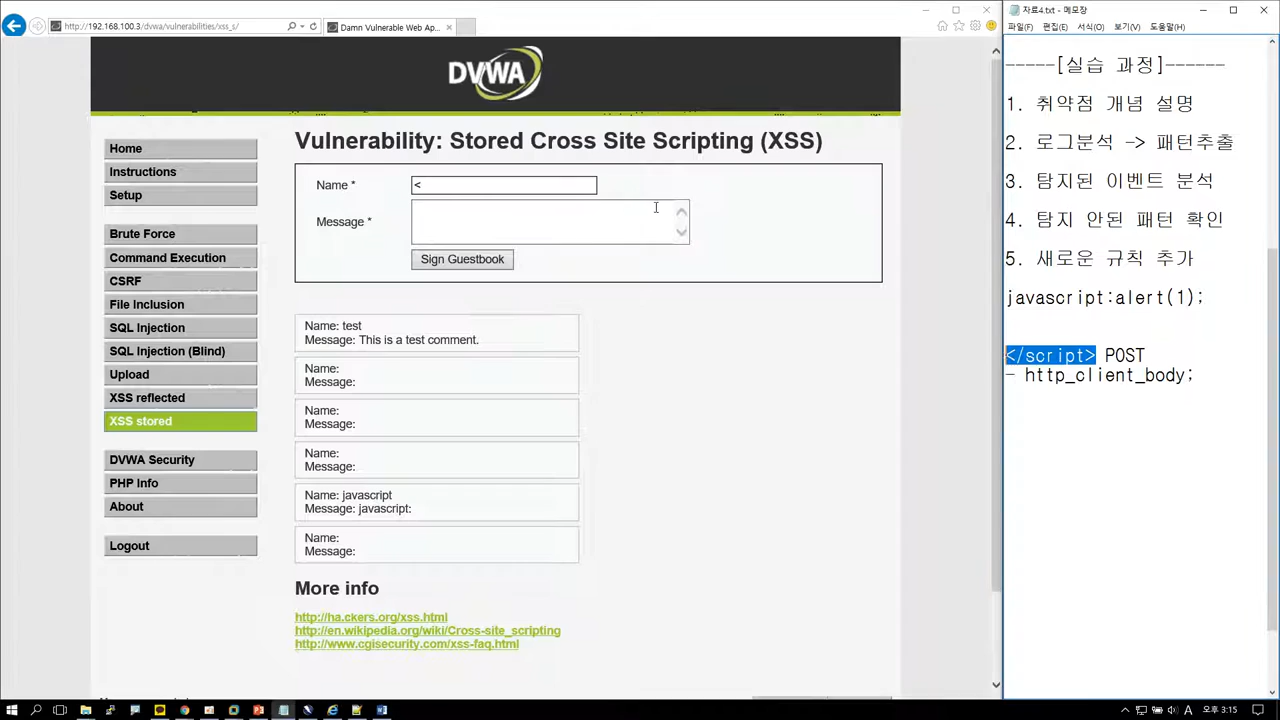 http://192.168.100.3/dvwa/vulnerabilities/xss_s/
Damn Vulnerable Web Ap...
DVWA
Home
Instructions
Setup
Brute Force
Command Execution
CSRF
File Inclusion
SQL Injection
SQL Injection (Blind)
Upload
XSS reflected
XSS stored
DVWA Security
PHP Info
About
Logout
Vulnerability: Stored Cross Site Scripting (XSS)
Name * <
Message *
Sign Guestbook
Name: test
Message: This is a test comment.
Name:
Message:
Name:
Message:
Name:
Message:
Name: javascript
Message: javascript:
Name:
Message:
More info
http://ha.ckers.org/xss.html
http://en.wikipedia.org/wiki/Cross-site_scripting
http://www.cgisecurity.com/xss-faq.html
자료4.txt - 메모장
파일(F) 편집(E) 서식(O) 보기(V) 도움말(H)
-----[실습 과정]------
1. 취약점 개념 설명
2. 로그분석 -> 패턴추출
3. 탐지된 이벤트 분석
4. 탐지 안된 패턴 확인
5. 새로운 규칙 추가
javascript:alert(1);
</script> POST
- http_client_body;
A 오후 3:15